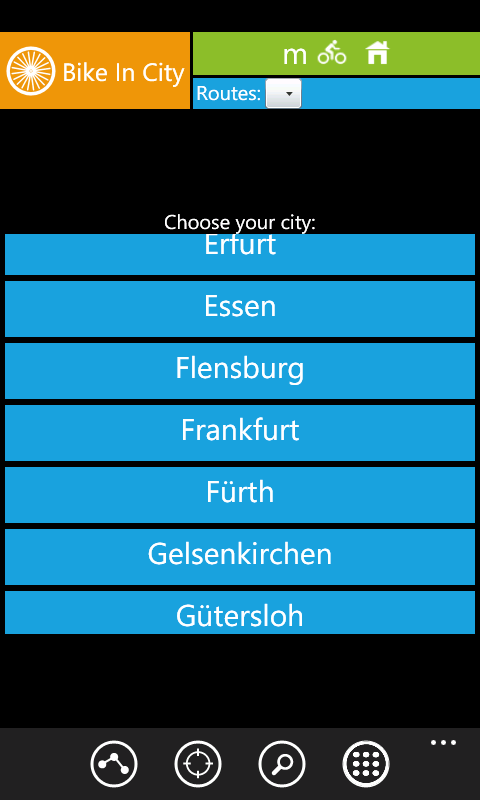 Bike In City
m
Routes:
Choose your city:
Erfurt
Essen
Flensburg
Frankfurt
Fürth
Gelsenkirchen
Gütersloh